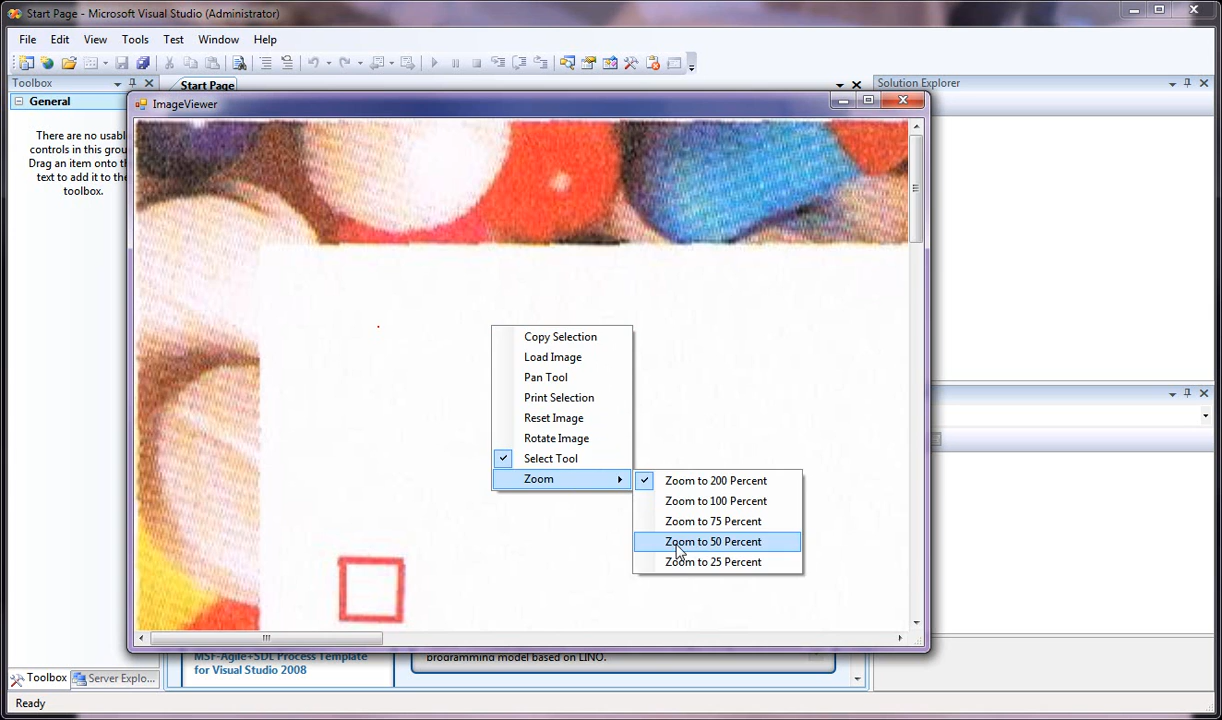 Start Page - Microsoft Visual Studio (Administrator)
File Edit View Tools Test Window Help
Toolbox
Start Page
Solution Explorer
General
ImageViewer
There are no usabl
controls in this grou
Drag an item onto th
text to add it to the
toolbox.
Copy Selection
Load Image
Pan Tool
Print Selection
Reset Image
Rotate Image
Select Tool
Zoom
Zoom to 200 Percent
Zoom to 100 Percent
Zoom to 75 Percent
Zoom to 50 Percent
Zoom to 25 Percent
MSF-Agile+SDL Process Template
for Visual Studio 2008
programming model based on LINQ.
Toolbox
Server Explo...
Ready